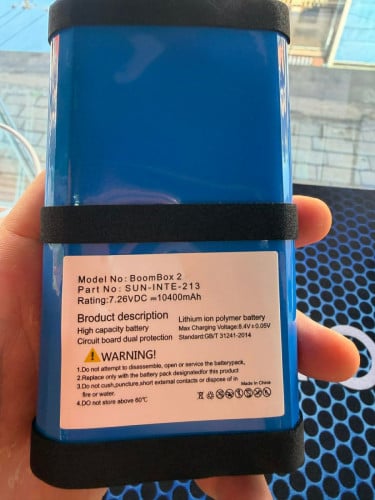 Model No: BoomBox 2
Part No: SUN-INTE-213
Rating:7.26VDC ⎓10400mAh
Broduct description
Lithium ion polymer battery
High capacity battery
Max Charging Voltage:8.4V±0.05V
Circuit board dual protection
Standard:GB/T 31241-2014
WARNING!
1.Do not attempt to disassemble, open or servise the batterypack,
2.Replace only with the battery pack designatedfor this product
3.Do not cush,puncture,short external contacts or dispose of in
fire or water.
Made In China
4.DO not store above 60℃